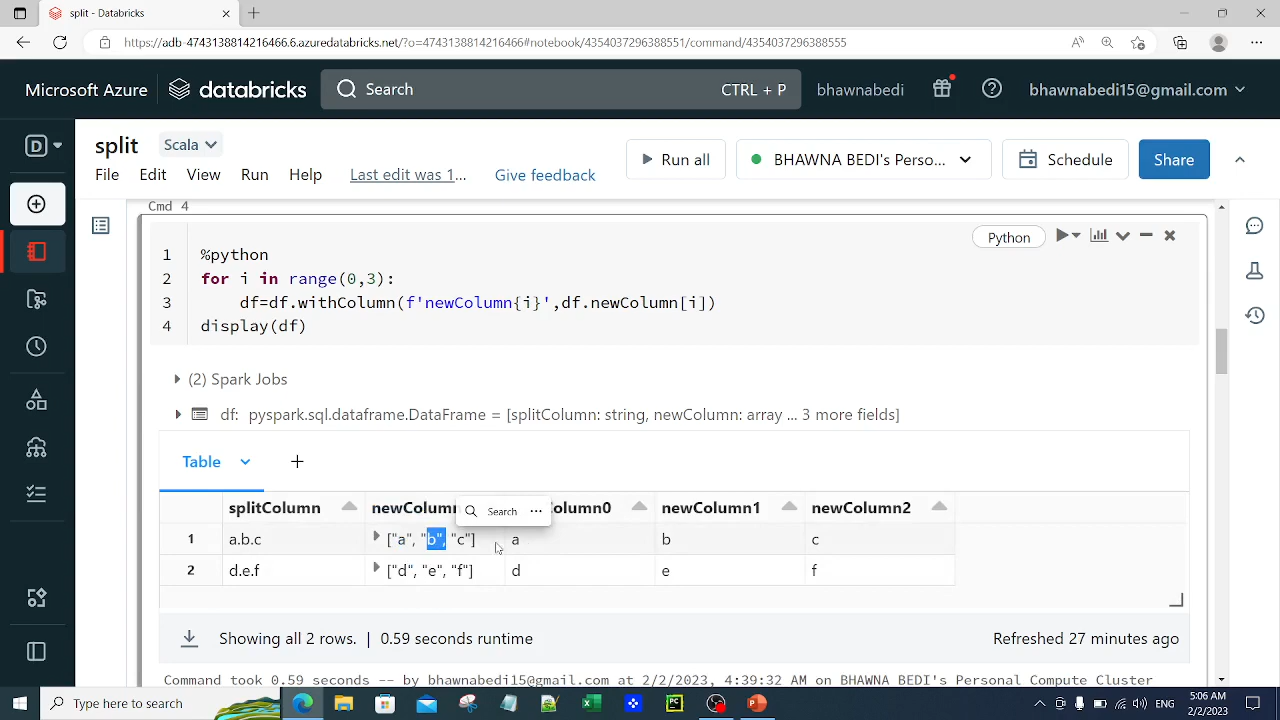 split - Databricks
https://adb-4743138814216466.6.azuredatabricks.net/?o=4743138814216466#notebook/4354037296388551/command/4354037296388555
Microsoft Azure databricks Search CTRL + P bhawnabedi bhawnabedi15@gmail.com
D split Scala Run all BHAWNA BEDI's Perso... Schedule Share
File Edit View Run Help Last edit was 1... Give feedback
Cmd 4
Python
1 %python
2 for i in range(0,3):
3 df=df.withColumn(f'newColumn{i}',df.newColumn[i])
4 display(df)
(2) Spark Jobs
df: pyspark.sql.dataframe.DataFrame = [splitColumn: string, newColumn: array ... 3 more fields]
Table +
splitColumn newColumn Search ... olumn0 newColumn1 newColumn2
1 a.b.c ["a", "b", "c"] a b c
2 d.e.f ["d", "e", "f"] d e f
Showing all 2 rows. | 0.59 seconds runtime Refreshed 27 minutes ago
Command took 0.59 seconds -- by bhawnabedi15@gmail.com at 2/2/2023, 4:39:32 AM on BHAWNA BEDI's Personal Compute Cluster
Type here to search 5:06 AM
2/2/2023